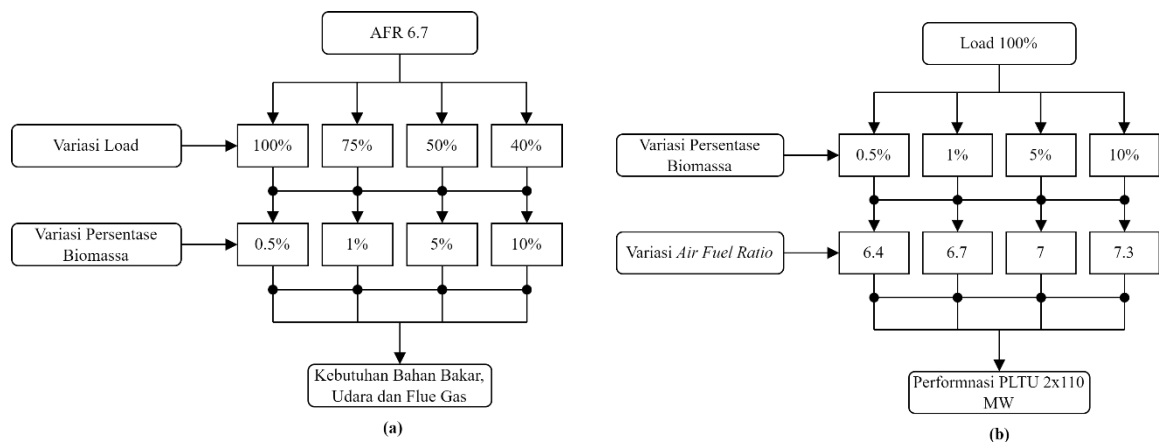 AFR 6.7
Variasi Load
100%
75%
50%
40%
Variasi Persentase
Biomassa
0.5%
1%
5%
10%
Kebutuhan Bahan Bakar,
Udara dan Flue Gas
(a)
Load 100%
Variasi Persentase
Biomassa
0.5%
1%
5%
10%
Variasi Air Fuel Ratio
6.4
6.7
7
7.3
Performnasi PLTU 2x110
MW
(b)